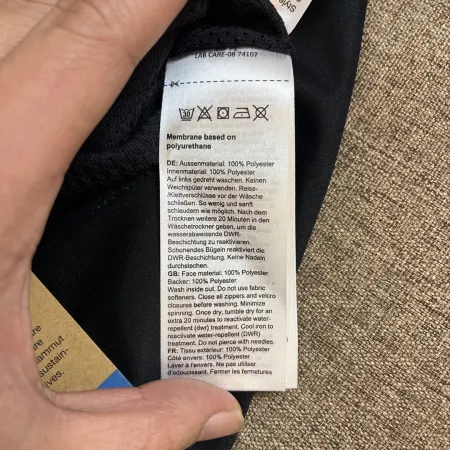 Style
LAB CARE-08 74107
30
Membrane based on
polyurethane
DE: Aussenmaterial: 100% Polyester
Innenmaterial: 100% Polyester
Auf links gedreht waschen. Keinen
Weichspüler verwenden. Reiss-
/Klettverschlüsse vor der Wäsche
schließen. So wenig und sanft
schleudern wie möglich. Nach dem
Trocknen weitere 20 Minuten in den
Wäschetrockner geben, um die
wasserabweisende DWR-
Beschichtung zu reaktivieren.
Schonendes Bügeln reaktiviert die
DWR-Beschichtung. Keine Nadeln
durchstechen.
GB: Face material: 100% Polyester
Backer: 100% Polyester
Wash inside out. Do not use fabric
softeners. Close all zippers and velcro
closures before washing. Minimize
spinning. Once dry, tumble dry for an
extra 20 minutes to reactivate water-
repellent (dwr) treatment. Cool iron to
reactivate water-repellent (DWR)
treatment. Do not pierce with needles.
FR: Tissu extérieur: 100% Polyester
Côté envers: 100% Polyester
Laver à l'envers. Ne pas utiliser
d'adoucissant. Fermer les fermetures
ammut
sustain-
ives.